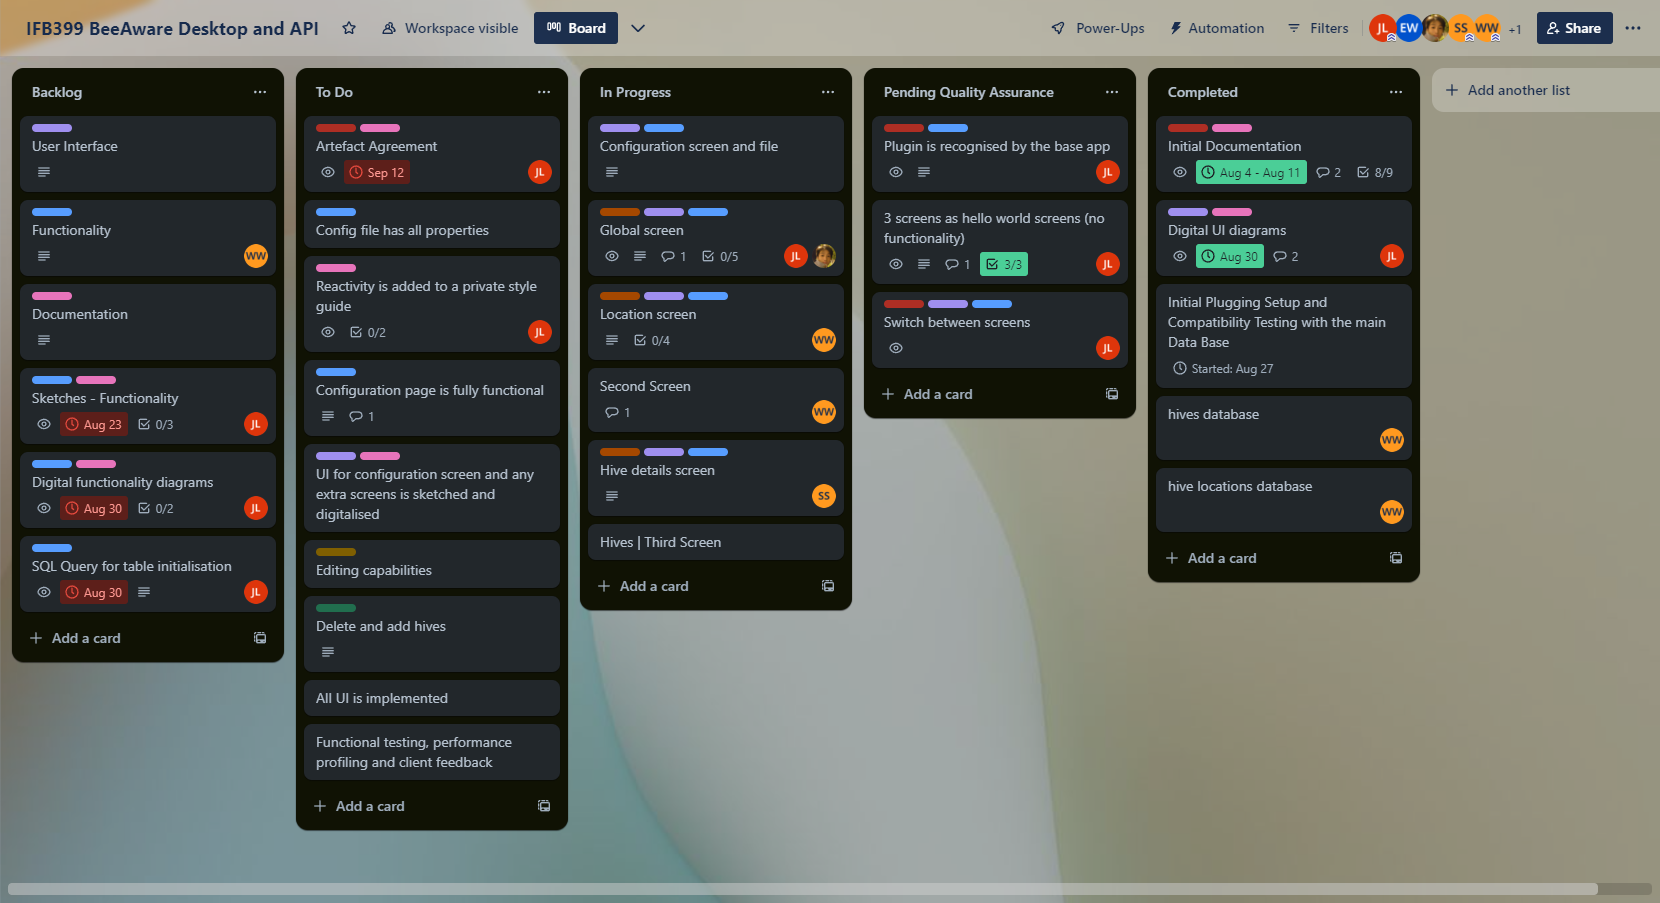 IFB399 BeeAware Desktop and API
Workspace visible
Board
Power-Ups
Automation
Filters
JL
EW
SS
WW
+1
Share
Backlog
User Interface
Functionality
WW
Documentation
Sketches - Functionality
Aug 23
0/3
JL
Digital functionality diagrams
Aug 30
0/2
JL
SQL Query for table initialisation
Aug 30
JL
Add a card
To Do
Artefact Agreement
Sep 12
JL
Config file has all properties
Reactivity is added to a private style
guide
0/2
JL
Configuration page is fully functional
1
UI for configuration screen and any
extra screens is sketched and
digitalised
Editing capabilities
Delete and add hives
All UI is implemented
Functional testing, performance
profiling and client feedback
Add a card
In Progress
Configuration screen and file
Global screen
1
0/5
JL
Location screen
0/4
WW
Second Screen
1
WW
Hive details screen
SS
Hives | Third Screen
Add a card
Pending Quality Assurance
Plugin is recognised by the base app
JL
3 screens as hello world screens (no
functionality)
1
3/3
JL
Switch between screens
JL
Add a card
Completed
Initial Documentation
Aug 4 - Aug 11
2
8/9
Digital UI diagrams
Aug 30
2
JL
Initial Plugging Setup and
Compatibility Testing with the main
Data Base
Started: Aug 27
hives database
WW
hive locations database
WW
Add a card
Add another list